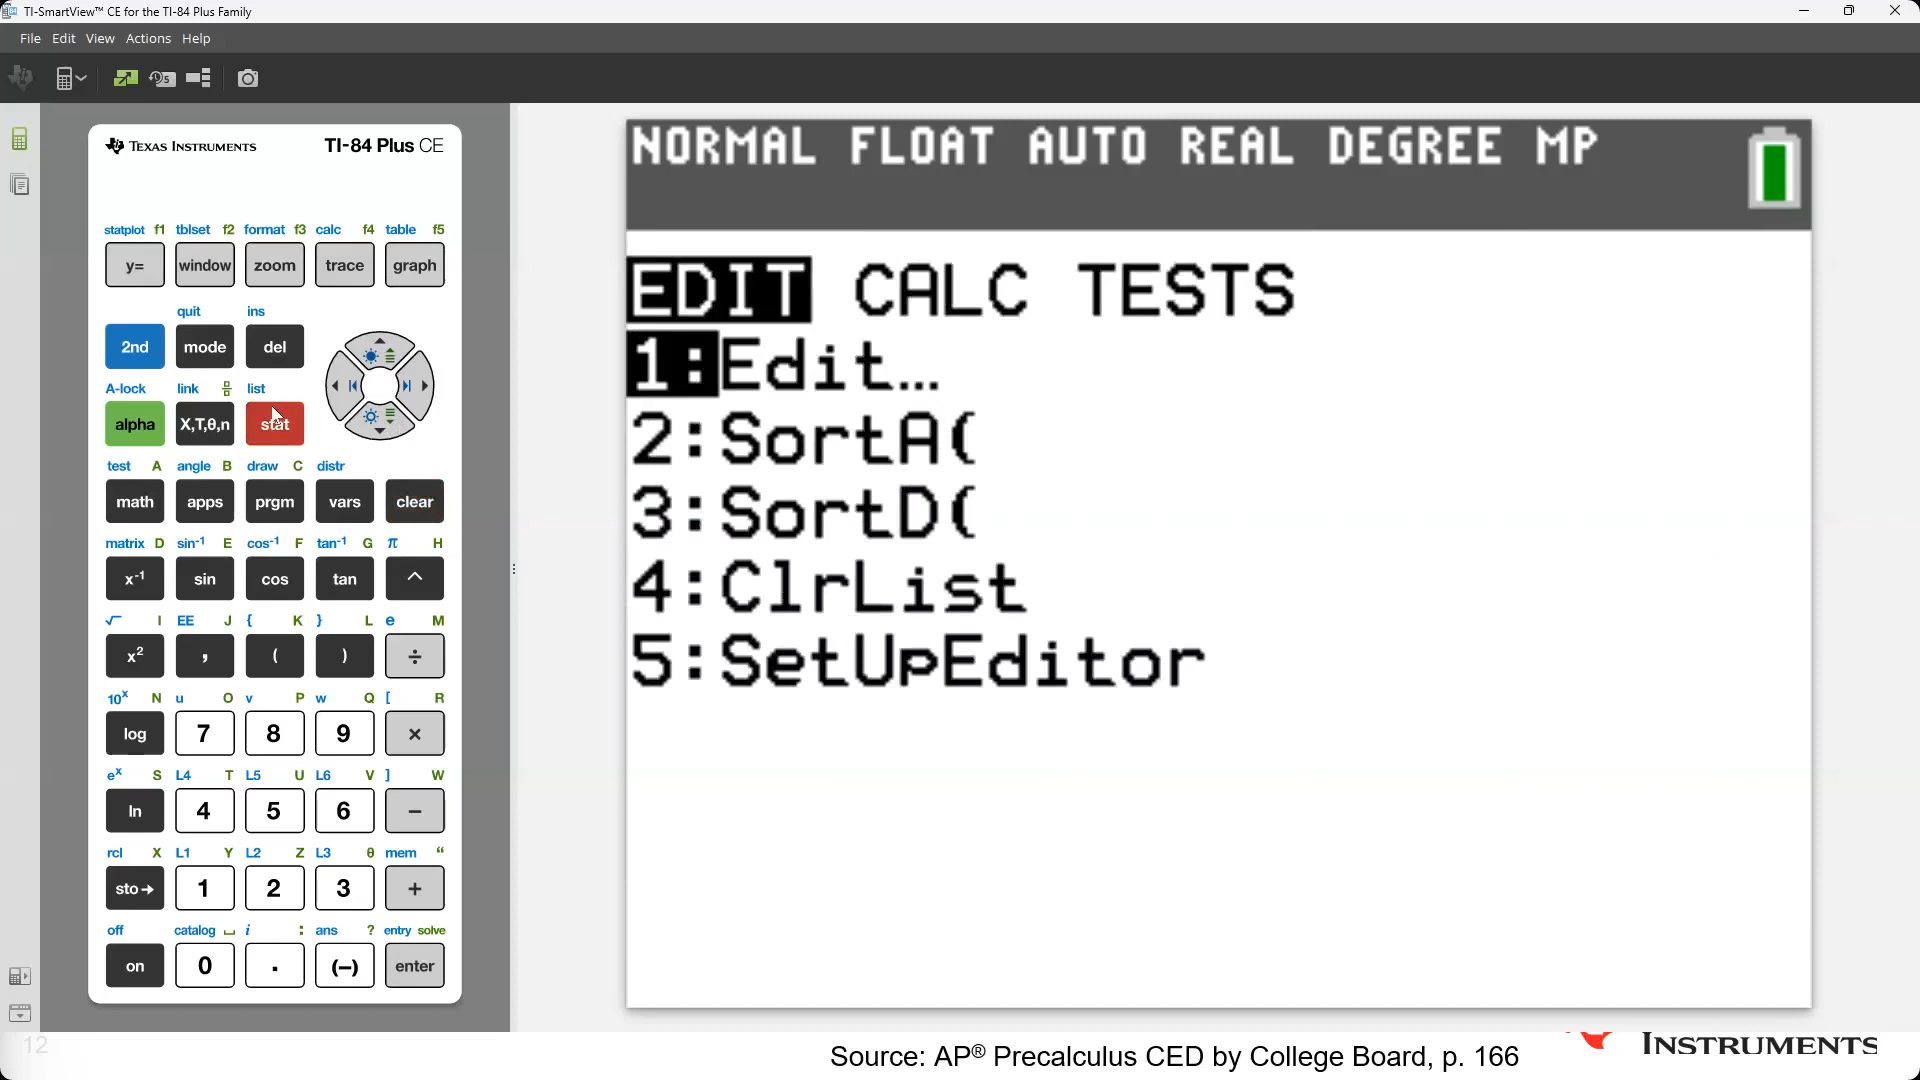 TI-SmartView™ CE for the TI-84 Plus Family
File Edit View Actions Help
TEXAS INSTRUMENTS TI-84 Plus CE
statplot f1 tblset f2 format f3 calc f4 table f5
y= window zoom trace graph
quit ins
2nd mode del
A-lock link list
alpha X,T,θ,n stat
test A angle B draw C distr
math apps prgm vars clear
matrix D sin⁻¹ E cos⁻¹ F tan⁻¹ G π H
x⁻¹ sin cos tan ^
√ I EE J { K } L e M
x² , ( ) ÷
10ˣ N u O v P w Q [ R
log 7 8 9 ×
eˣ S L4 T L5 U L6 V ] W
ln 4 5 6 −
rcl X L1 Y L2 Z L3 θ mem “
sto→ 1 2 3 +
off catalog ⎵ i : ans ? entry solve
on 0 . (−) enter
NORMAL FLOAT AUTO REAL DEGREE MP
EDIT CALC TESTS
1:Edit…
2:SortA(
3:SortD(
4:ClrList
5:SetUpEditor
12
Source: AP® Precalculus CED by College Board, p. 166
INSTRUMENTS